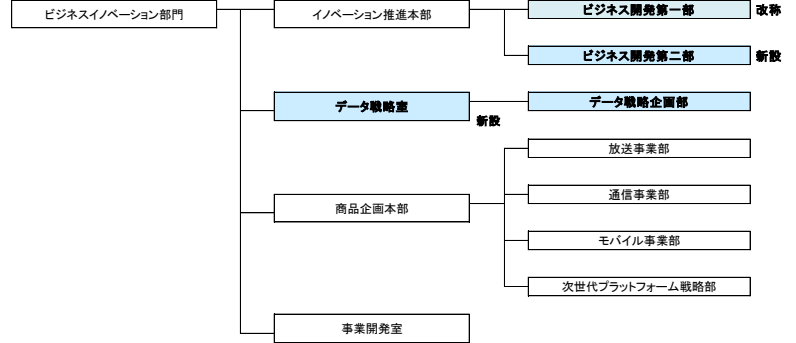 ビジネスイノベーション部門
イノベーション推進本部
ビジネス開発第一部
改称
ビジネス開発第二部
新設
データ戦略室
新設
データ戦略企画部
商品企画本部
放送事業部
通信事業部
モバイル事業部
次世代プラットフォーム戦略部
事業開発室